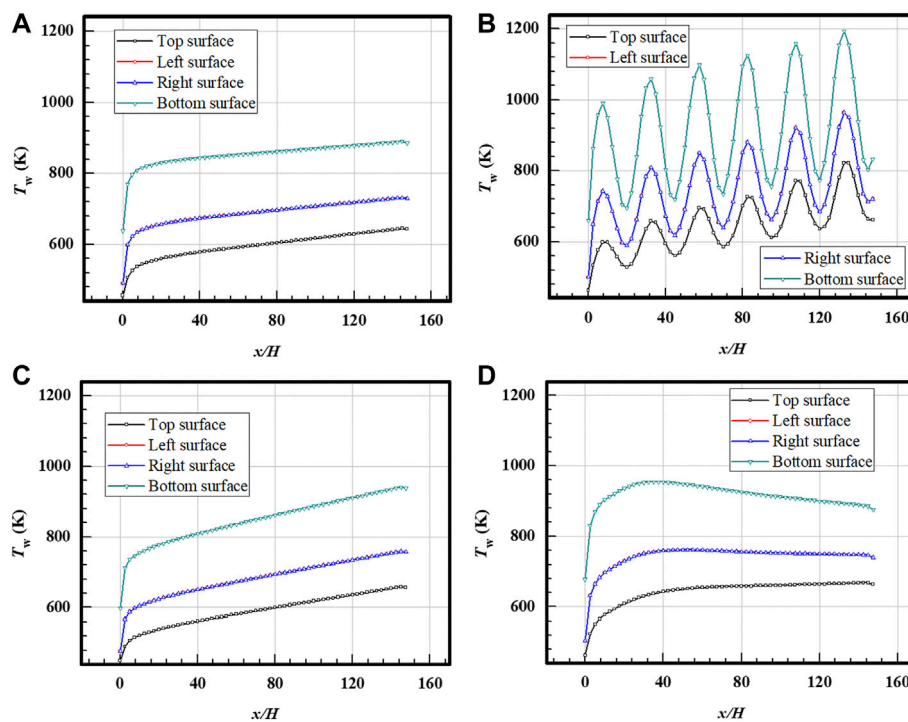 A
1200
1000
800
600
T_w (K)
Top surface
Left surface
Right surface
Bottom surface
0 40 80 120 160
x/H
B
1200
1000
800
600
T_w (K)
Top surface
Left surface
Right surface
Bottom surface
0 40 80 120 160
x/H
C
1200
1000
800
600
T_w (K)
Top surface
Left surface
Right surface
Bottom surface
0 40 80 120 160
x/H
D
1200
1000
800
600
T_w (K)
Top surface
Left surface
Right surface
Bottom surface
0 40 80 120 160
x/H